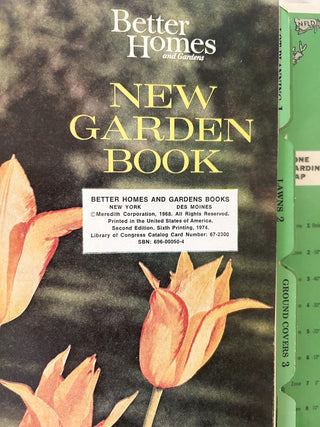 Better
Homes
and Gardens
NEW
GARDEN
BOOK
BETTER HOMES AND GARDENS BOOKS
NEW YORK DES MOINES
©Meredith Corporation, 1968. All Rights Reserved.
Printed in the United States of America.
Second Edition. Sixth Printing, 1974.
Library of Congress Catalog Card Number: 67-2300
SBN: 696-00050-4
LAWNS 2
GROUND COVERS 3